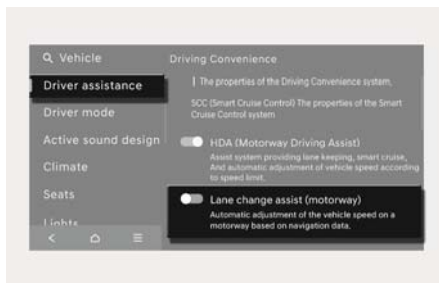 Vehicle
Driving Convenience
Driver assistance
The properties of the Driving Convenience system,
Driver mode
SCC (Smart Cruise Control) The properties of the Smart
Cruise Control system
Active sound design
HDA (Motorway Driving Assist)
Assist system providing lane keeping, smart cruise,
And automatic adjustment of vehicle speed according
to speed limit.
Climate
Seats
Lane change assist (motorway)
Automatic adjustment of the vehicle speed on a
motorway based on navigation data.
Lights